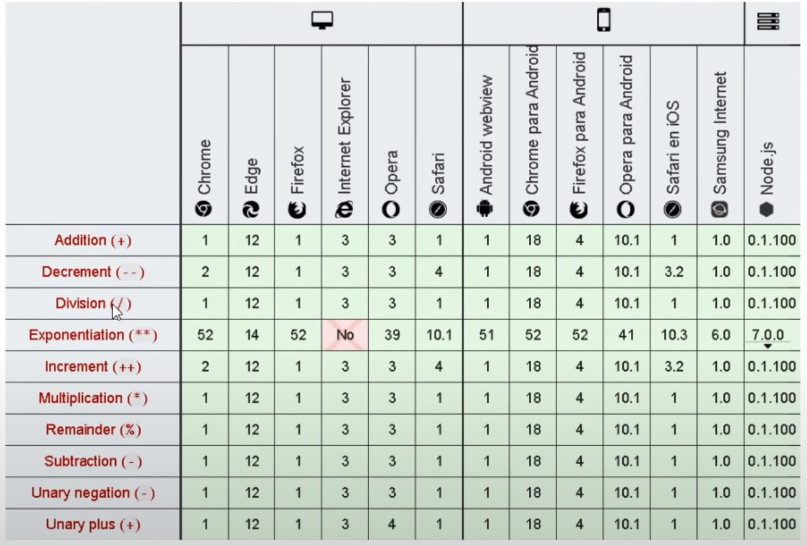 Chrome Edge Firefox Internet Explorer Opera Safari Android webview Chrome para Android Firefox para Android Opera para Android Safari en iOS Samsung Internet Node.js
Addition (+) 1 12 1 3 3 1 1 18 4 10.1 1 1.0 0.1.100
Decrement (--) 2 12 1 3 3 4 1 18 4 10.1 3.2 1.0 0.1.100
Division (/) 1 12 1 3 3 1 1 18 4 10.1 1 1.0 0.1.100
Exponentiation (**) 52 14 52 No 39 10.1 51 52 52 41 10.3 6.0 7.0.0
Increment (++) 2 12 1 3 3 4 1 18 4 10.1 3.2 1.0 0.1.100
Multiplication (*) 1 12 1 3 3 1 1 18 4 10.1 1 1.0 0.1.100
Remainder (%) 1 12 1 3 3 1 1 18 4 10.1 1 1.0 0.1.100
Subtraction (-) 1 12 1 3 3 1 1 18 4 10.1 1 1.0 0.1.100
Unary negation (-) 1 12 1 3 3 1 1 18 4 10.1 1 1.0 0.1.100
Unary plus (+) 1 12 1 3 4 1 1 18 4 10.1 1 1.0 0.1.100